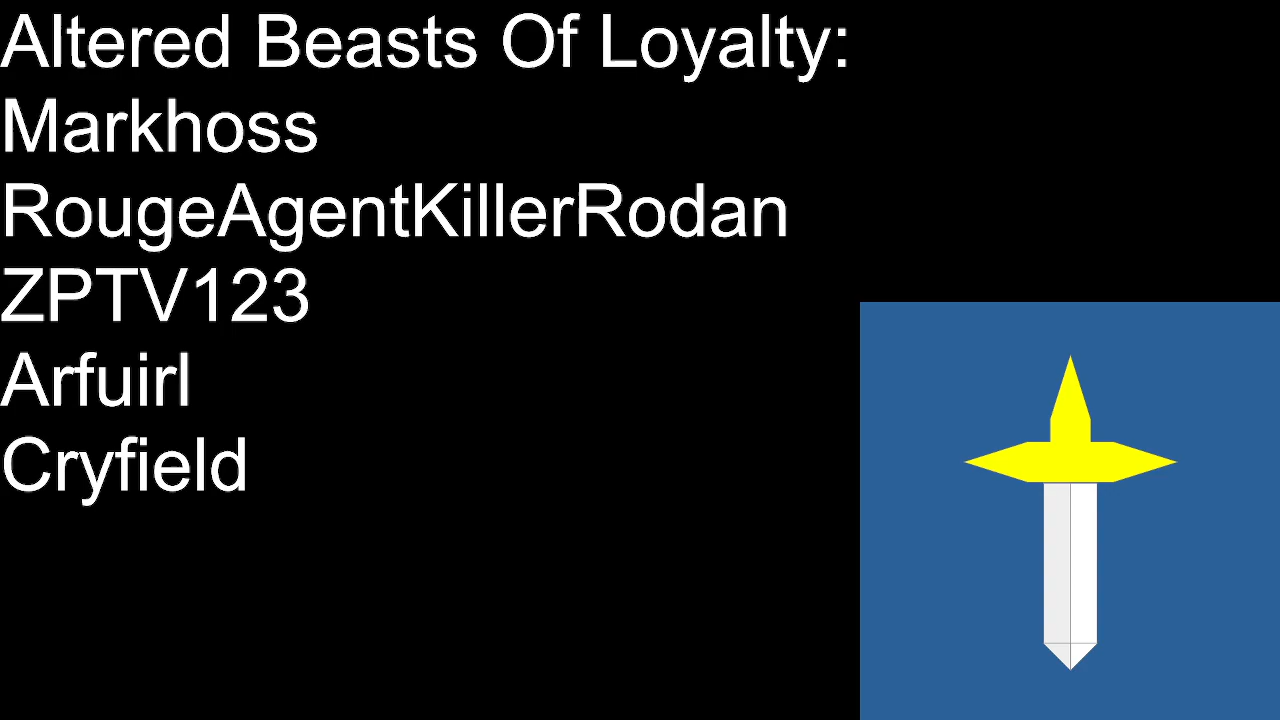 Altered Beasts Of Loyalty:
Markhoss
RougeAgentKillerRodan
ZPTV123
Arfuirl
Cryfield